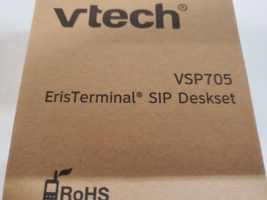 vtech®
VSP705
ErisTerminal® SIP Deskset
RoHS